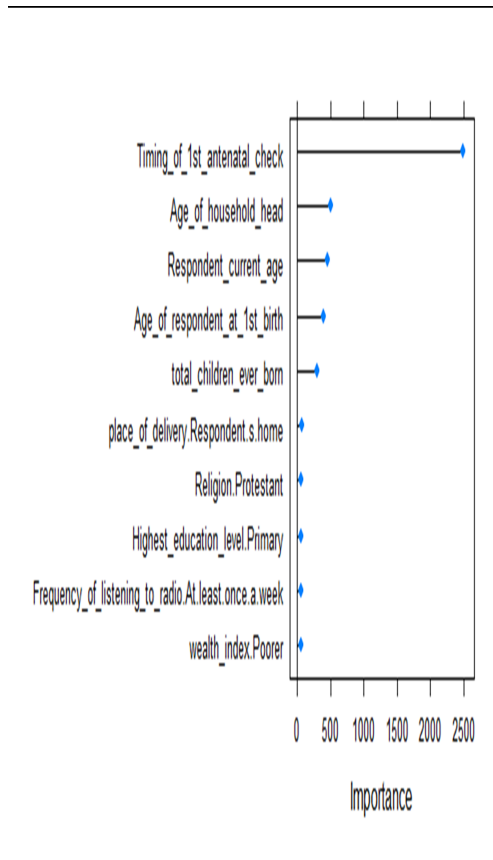 Timing_of_1st_antenatal_check
Age_of_household_head
Respondent_current_age
Age_of_respondent_at_1st_birth
total_children_ever_born
place_of_delivery.Respondent.s.home
Religion.Protestant
Highest_education_level.Primary
Frequency_of_listening_to_radio.At.least.once.a.week
wealth_index.Poorer
0 500 1000 1500 2000 2500
Importance